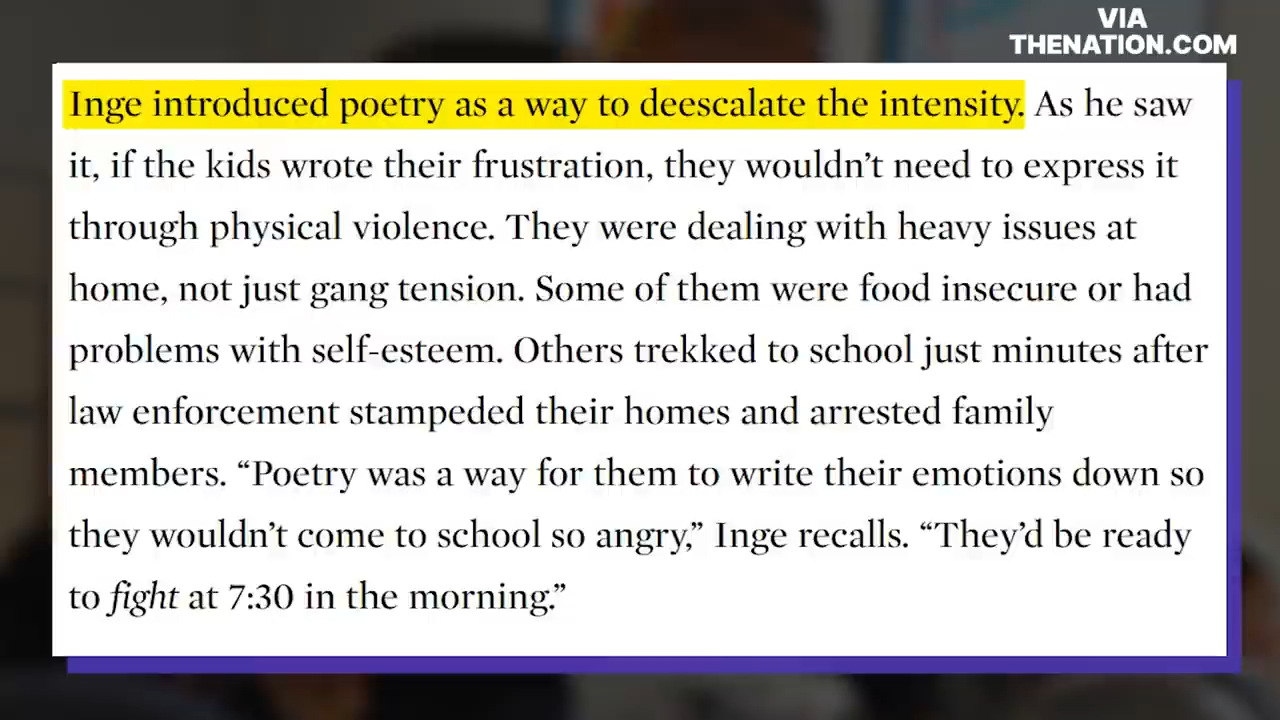 VIA
THENATION.COM
Inge introduced poetry as a way to deescalate the intensity. As he saw
it, if the kids wrote their frustration, they wouldn’t need to express it
through physical violence. They were dealing with heavy issues at
home, not just gang tension. Some of them were food insecure or had
problems with self-esteem. Others trekked to school just minutes after
law enforcement stampeded their homes and arrested family
members. “Poetry was a way for them to write their emotions down so
they wouldn’t come to school so angry,” Inge recalls. “They’d be ready
to fight at 7:30 in the morning.”